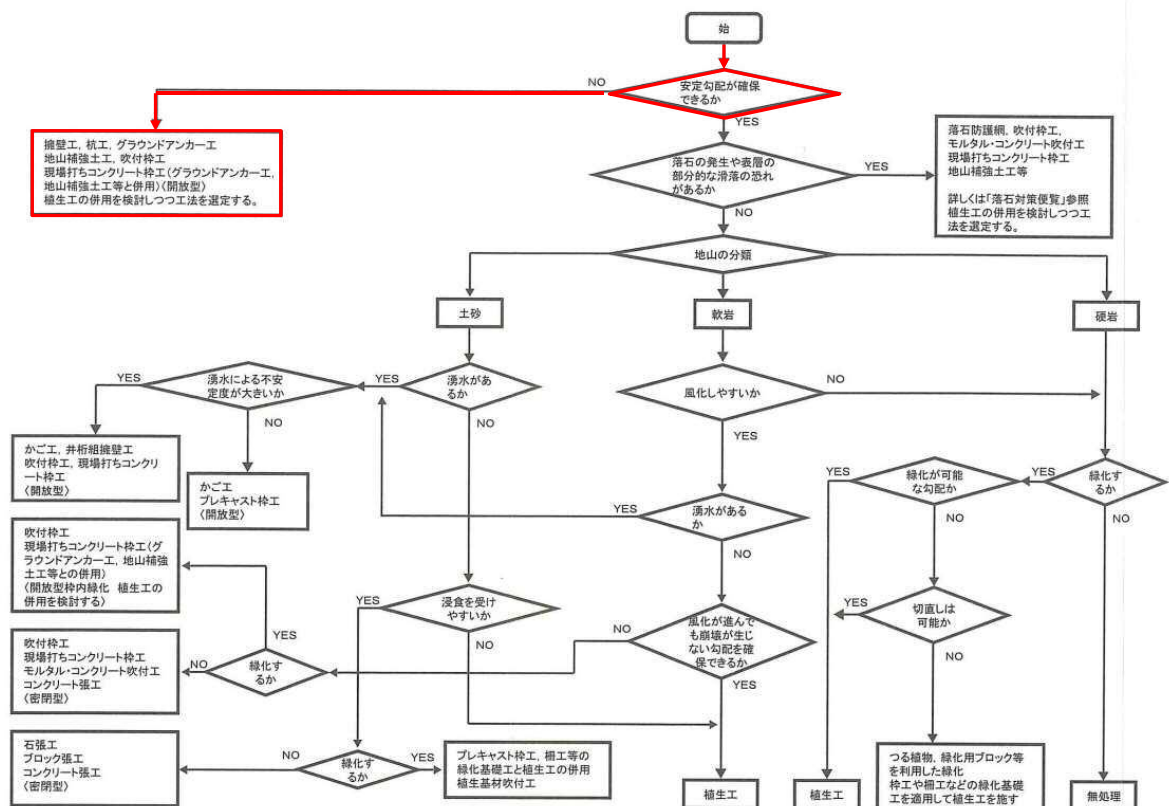 始
安定勾配が確保
できるか
NO
YES
擁壁工, 杭工, グラウンドアンカー工
地山補強土工, 吹付枠工
現場打ちコンクリート枠工(グラウンドアンカー工,
地山補強土工等と併用)〈開放型〉
植生工の併用を検討しつつ工法を選定する。
落石の発生や表層の
部分的な滑落の恐れ
があるか
YES
NO
落石防護網, 吹付枠工,
モルタル・コンクリート吹付工
現場打ちコンクリート枠工
地山補強土工等
詳しくは「落石対策便覧」参照
植生工の併用を検討しつつ工
法を選定する。
地山の分類
土砂
軟岩
硬岩
湧水があ
るか
YES
NO
湧水による不安
定度が大きいか
YES
NO
風化しやすいか
NO
YES
かご工, 井桁組擁壁工
吹付枠工, 現場打ちコンクリ
ート枠工
〈開放型〉
かご工
プレキャスト枠工
〈開放型〉
湧水がある
か
YES
NO
緑化す
るか
YES
NO
緑化が可能
な勾配か
YES
NO
吹付枠工
現場打ちコンクリート枠工(グ
ラウンドアンカー工, 地山補強
土工等との併用)
〈開放型枠内緑化 植生工の
併用を検討する〉
浸食を受け
やすいか
YES
NO
風化が進んで
も崩壊が生じ
ない勾配を確
保できるか
NO
YES
切直しは
可能か
YES
NO
吹付枠工
現場打ちコンクリート枠工
モルタル・コンクリート吹付工
コンクリート張工
〈密閉型〉
緑化す
るか
YES
NO
石張工
ブロック張工
コンクリート張工
〈密閉型〉
NO
緑化す
るか
YES
プレキャスト枠工, 柵工等の
緑化基礎工と植生工の併用
植生基材吹付工
植生工
植生工
つる植物, 緑化用ブロック等
を利用した緑化
枠工や柵工などの緑化基礎
工を適用して植生工を施す
無処理